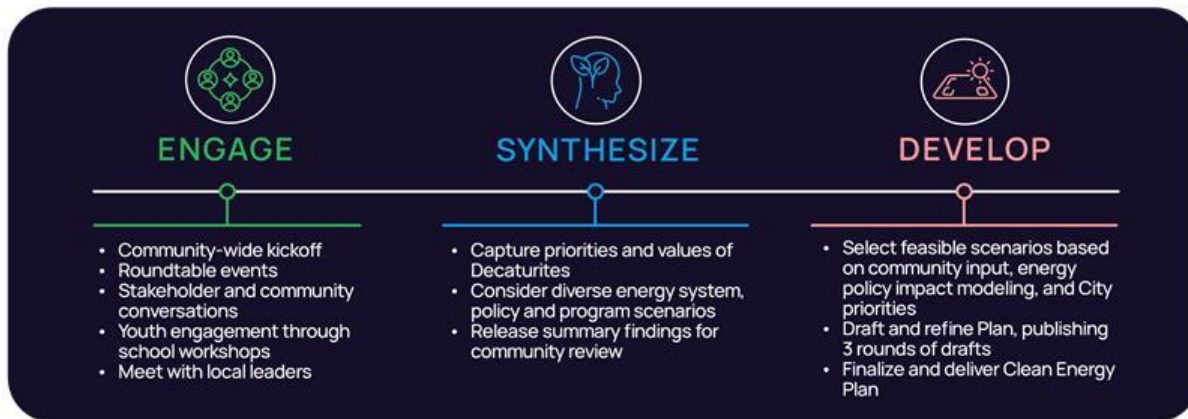 ENGAGE
• Community-wide kickoff
• Roundtable events
• Stakeholder and community
conversations
• Youth engagement through
school workshops
• Meet with local leaders
SYNTHESIZE
• Capture priorities and values of
Decaturites
• Consider diverse energy system,
policy and program scenarios
• Release summary findings for
community review
DEVELOP
• Select feasible scenarios based
on community input, energy
policy impact modeling, and City
priorities
• Draft and refine Plan, publishing
3 rounds of drafts
• Finalize and deliver Clean Energy
Plan